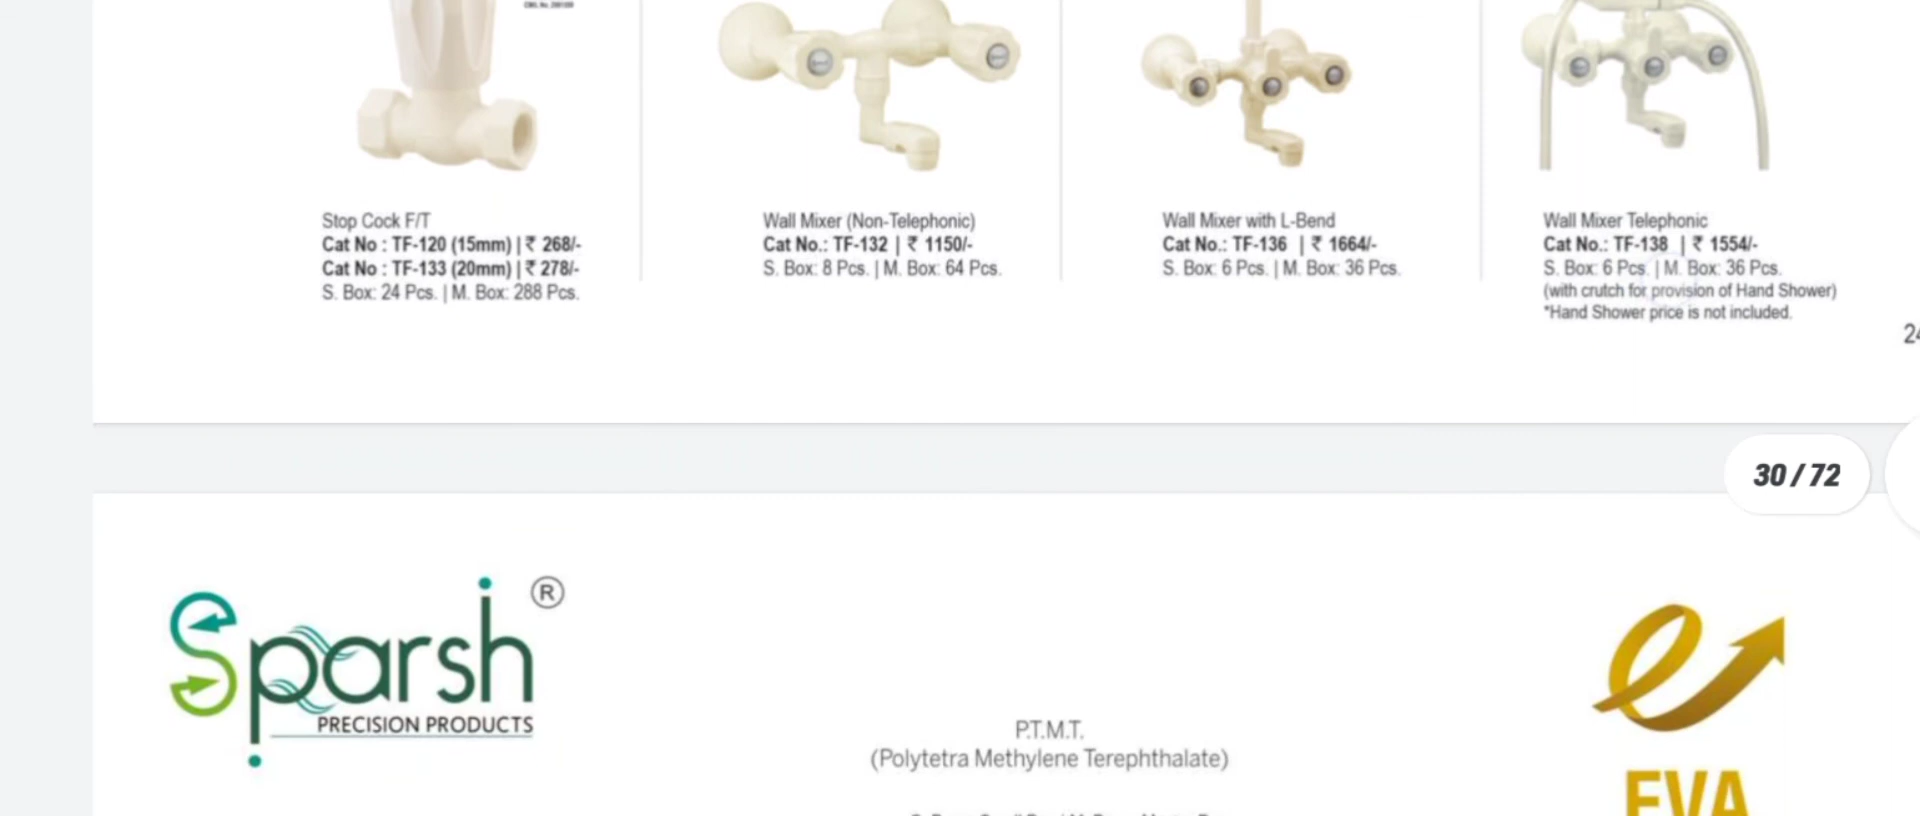 Stop Cock F/T
Cat No : TF-120 (15mm) | ₹ 268/-
Cat No : TF-133 (20mm) | ₹ 278/-
S. Box: 24 Pcs. | M. Box: 288 Pcs.
Wall Mixer (Non-Telephonic)
Cat No.: TF-132 | ₹ 1150/-
S. Box: 8 Pcs. | M. Box: 64 Pcs.
Wall Mixer with L-Bend
Cat No.: TF-136 | ₹ 1664/-
S. Box: 6 Pcs. | M. Box: 36 Pcs.
Wall Mixer Telephonic
Cat No.: TF-138 | ₹ 1554/-
S. Box: 6 Pcs. | M. Box: 36 Pcs.
(with crutch for provision of Hand Shower)
*Hand Shower price is not included.
30 / 72
Sparsh ®
PRECISION PRODUCTS
P.T.M.T.
(Polytetra Methylene Terephthalate)
EVA